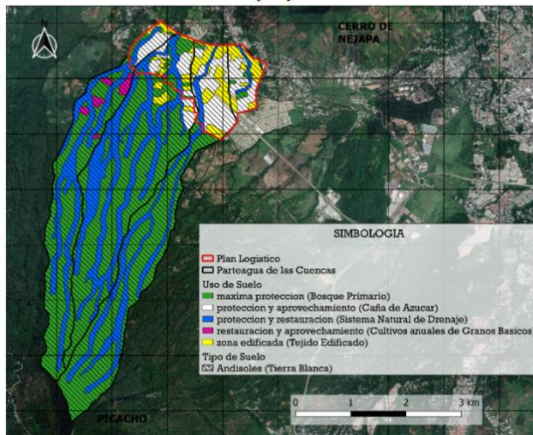 N
CERRO DE
NEJAPA
SIMBOLOGIA
Plan Logistico
Parteagua de las Cuencas
Uso de Suelo
maxima proteccion (Bosque Primario)
proteccion y aprovechamiento (Caña de Azucar)
proteccion y restauracion (Sistema Natural de Drenaje)
restauracion y aprovechamiento (Cultivos anuales de Granos Basicos)
zona edificada (Tejido Edificado)
Tipo de Suelo
Andisoles (Tierra Blanca)
0 1 2 3 km
PICACHO